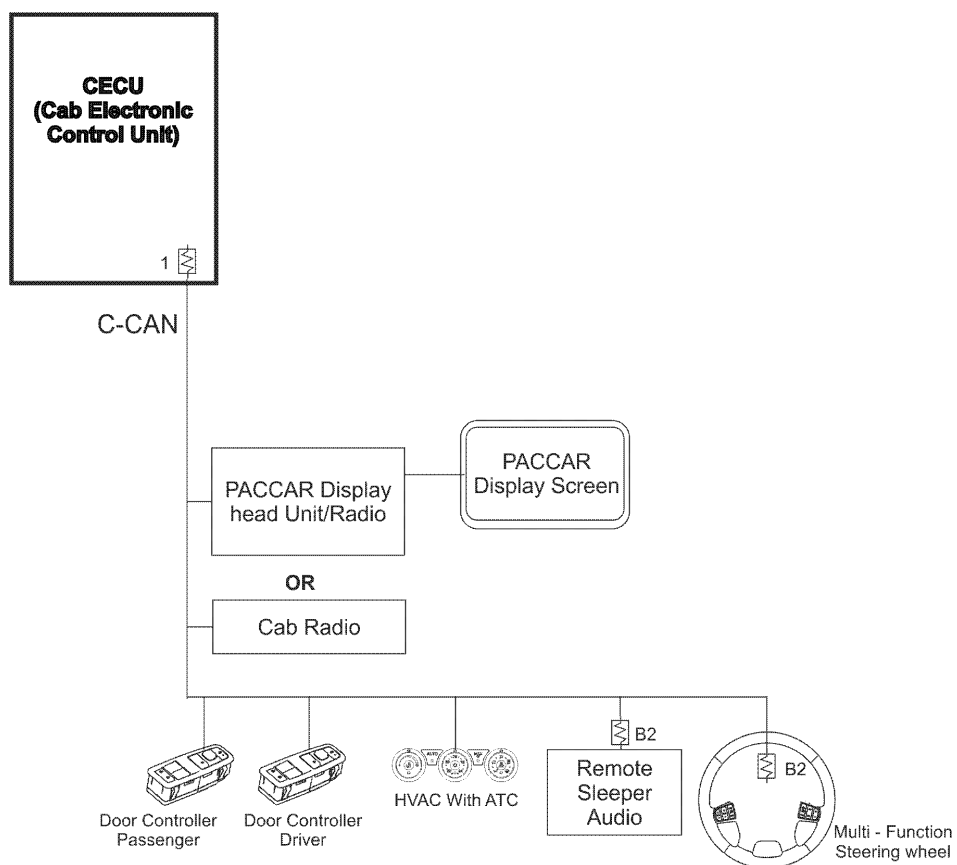 CECU
(Cab Electronic
Control Unit)
1
C-CAN
PACCAR Display
head Unit/Radio
PACCAR
Display Screen
OR
Cab Radio
B2
B2
Remote
Sleeper
Audio
HVAC With ATC
Door Controller
Passenger
Door Controller
Driver
Multi - Function
Steering wheel